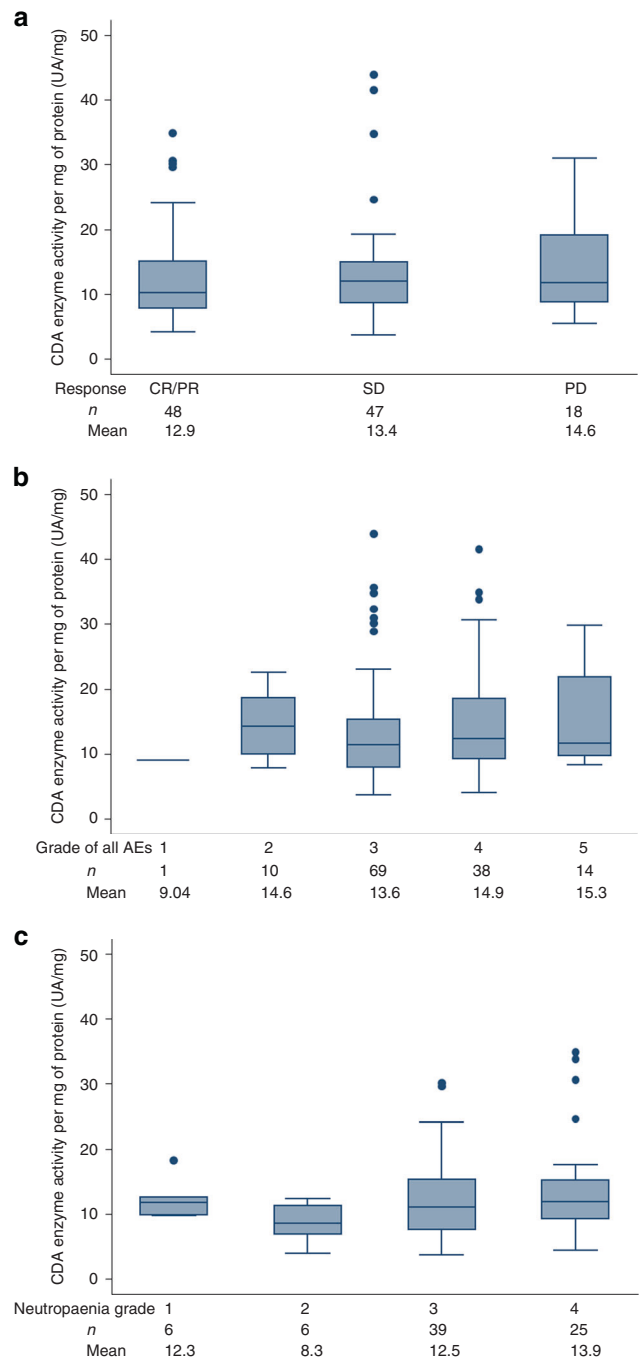 a
CDA enzyme activity per mg of protein (UA/mg)
50
40
30
20
10
0
Response CR/PR SD PD
n 48 47 18
Mean 12.9 13.4 14.6
b
CDA enzyme activity per mg of protein (UA/mg)
50
40
30
20
10
0
Grade of all AEs 1 2 3 4 5
n 1 10 69 38 14
Mean 9.04 14.6 13.6 14.9 15.3
c
CDA enzyme activity per mg of protein (UA/mg)
50
40
30
20
10
0
Neutropaenia grade 1 2 3 4
n 6 6 39 25
Mean 12.3 8.3 12.5 13.9